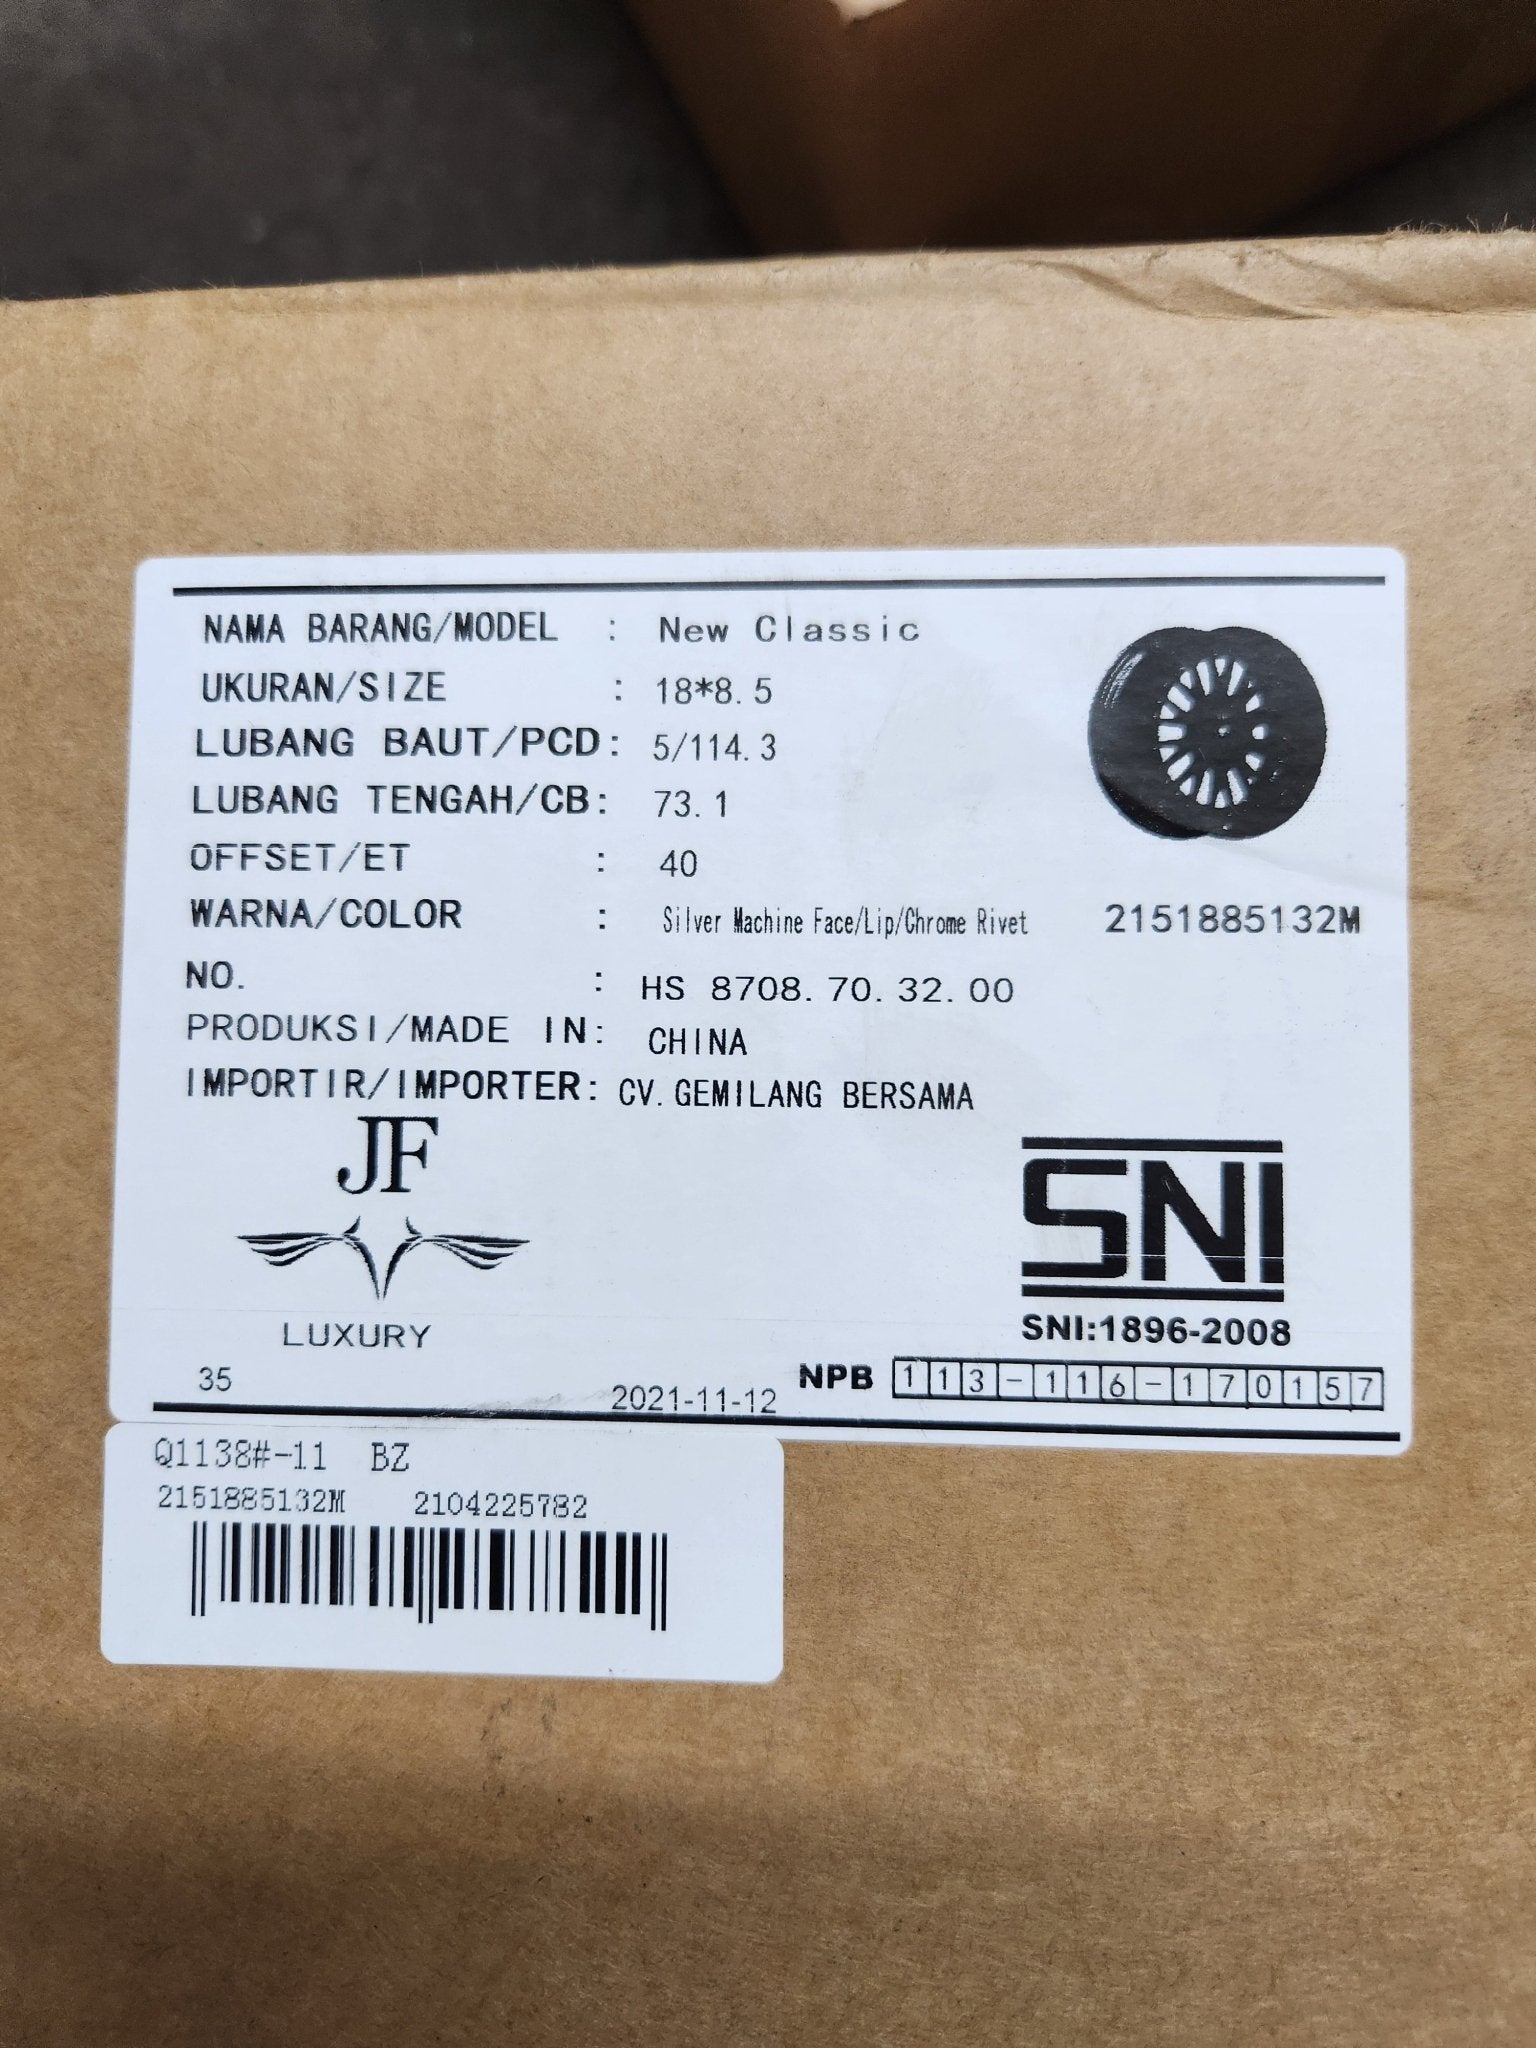 NAMA BARANG/MODEL : New Classic
UKURAN/SIZE : 18*8.5
LUBANG BAUT/PCD: 5/114.3
LUBANG TENGAH/CB: 73.1
OFFSET/ET : 40
WARNA/COLOR : Silver Machine Face/Lip/Chrome Rivet 2151885132M
NO. : HS 8708.70.32.00
PRODUKSI/MADE IN: CHINA
IMPORTIR/IMPORTER: CV.GEMILANG BERSAMA
JF
LUXURY
SNI
SNI:1896-2008
35 2021-11-12 NPB 113-116-170157
Q1138#-11 BZ
2151885132M 2104225782